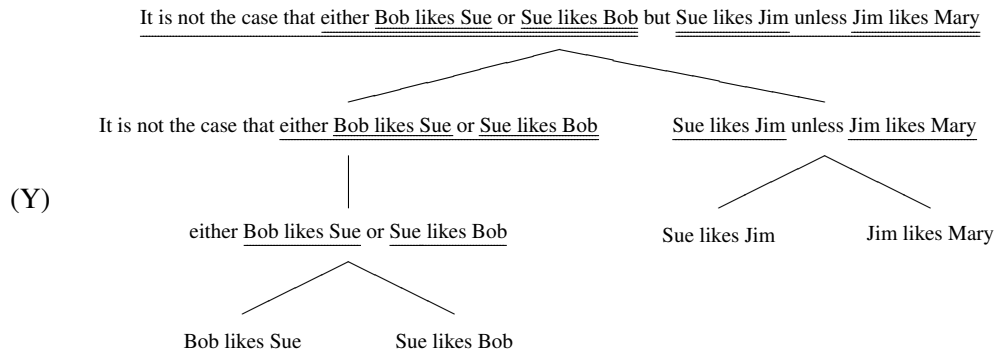 It is not the case that either Bob likes Sue or Sue likes Bob but Sue likes Jim unless Jim likes Mary
It is not the case that either Bob likes Sue or Sue likes Bob
Sue likes Jim unless Jim likes Mary
(Y)
either Bob likes Sue or Sue likes Bob
Sue likes Jim
Jim likes Mary
Bob likes Sue
Sue likes Bob